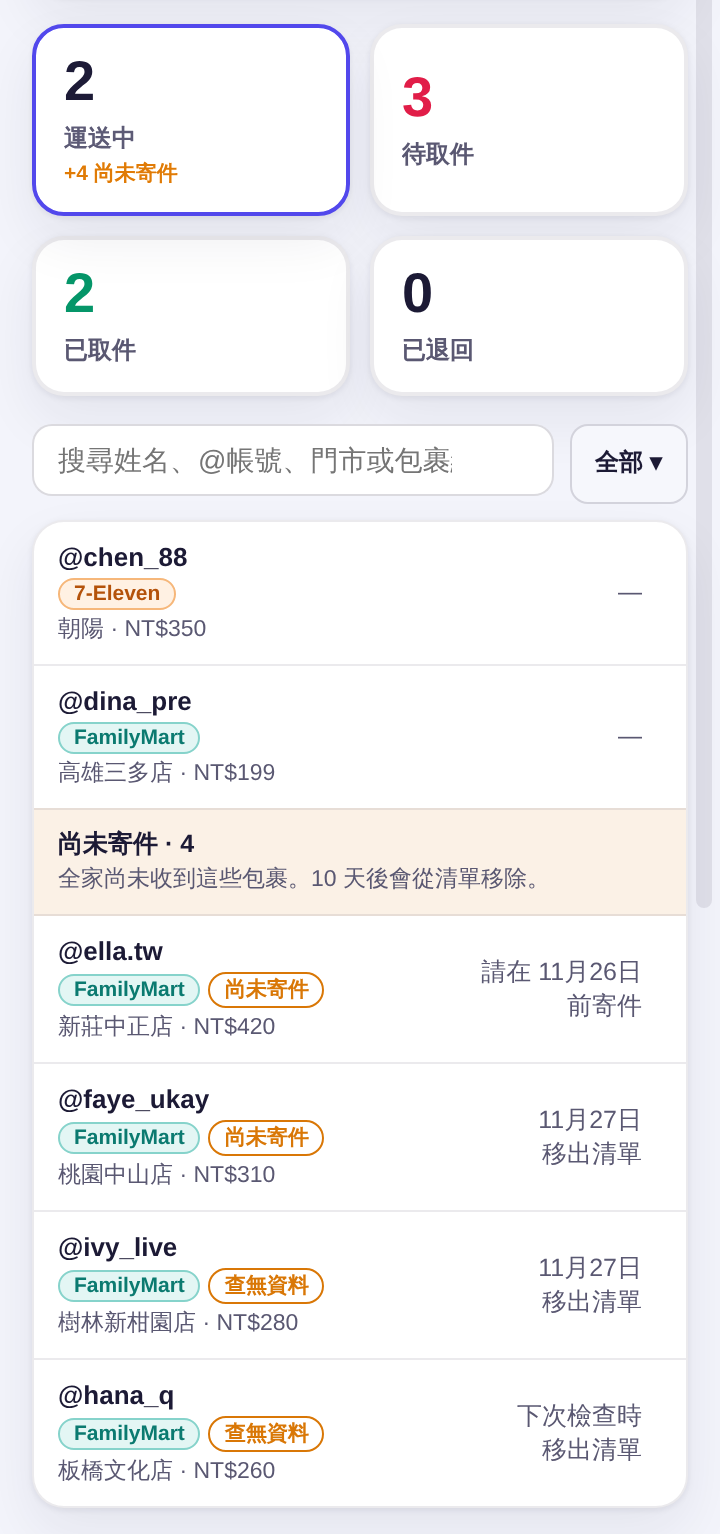 2
運送中
+4 尚未寄件
3
待取件
2
已取件
0
已退回
搜尋姓名、@帳號、門市或包裹
全部 ▾
@chen_88
7-Eleven
朝陽 · NT$350
—
@dina_pre
FamilyMart
高雄三多店 · NT$199
—
尚未寄件 · 4
全家尚未收到這些包裹。10 天後會從清單移除。
@ella.tw
FamilyMart 尚未寄件
新莊中正店 · NT$420
請在 11月26日
前寄件
@faye_ukay
FamilyMart 尚未寄件
桃園中山店 · NT$310
11月27日
移出清單
@ivy_live
FamilyMart 查無資料
樹林新柑園店 · NT$280
11月27日
移出清單
@hana_q
FamilyMart 查無資料
板橋文化店 · NT$260
下次檢查時
移出清單